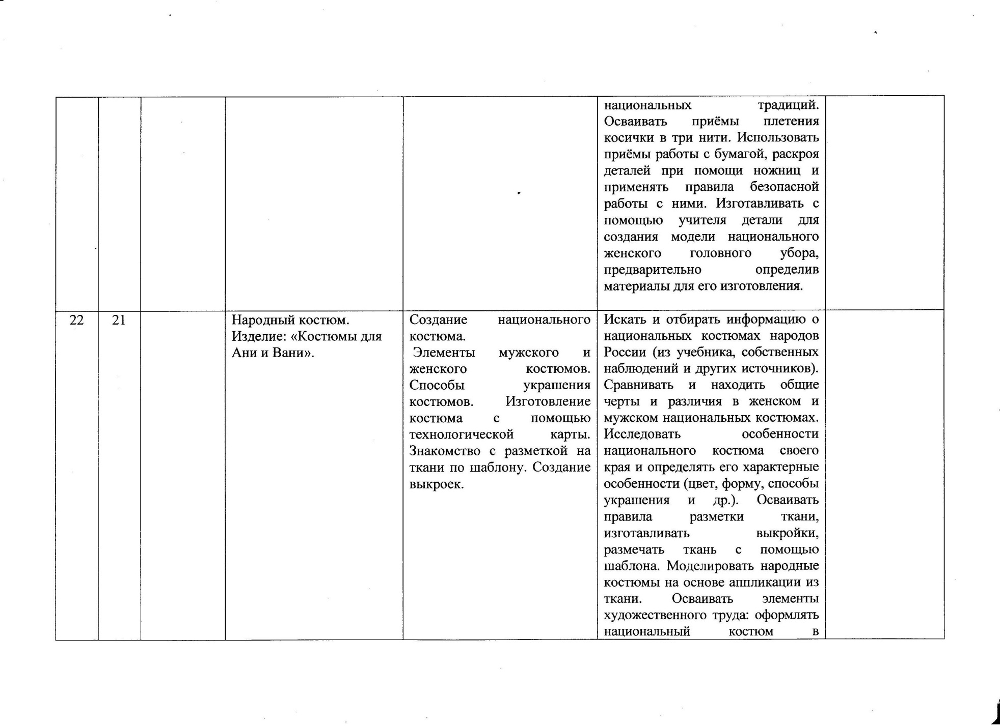 национальных традиций.
Осваивать приёмы плетения
косички в три нити. Использовать
приёмы работы с бумагой, раскроя
деталей при помощи ножниц и
применять правила безопасной
работы с ними. Изготавливать с
помощью учителя детали для
создания модели национального
женского головного убора,
предварительно определив
материалы для его изготовления.
22
21
Народный костюм.
Изделие: «Костюмы для
Ани и Вани».
Создание национального
костюма.
Элементы мужского и
женского костюмов.
Способы украшения
костюмов. Изготовление
костюма с помощью
технологической карты.
Знакомство с разметкой на
ткани по шаблону. Создание
выкроек.
Искать и отбирать информацию о
национальных костюмах народов
России (из учебника, собственных
наблюдений и других источников).
Сравнивать и находить общие
черты и различия в женском и
мужском национальных костюмах.
Исследовать особенности
национального костюма своего
края и определять его характерные
особенности (цвет, форму, способы
украшения и др.). Осваивать
правила разметки ткани,
изготавливать выкройки,
размечать ткань с помощью
шаблона. Моделировать народные
костюмы на основе аппликации из
ткани. Осваивать элементы
художественного труда: оформлять
национальный костюм в